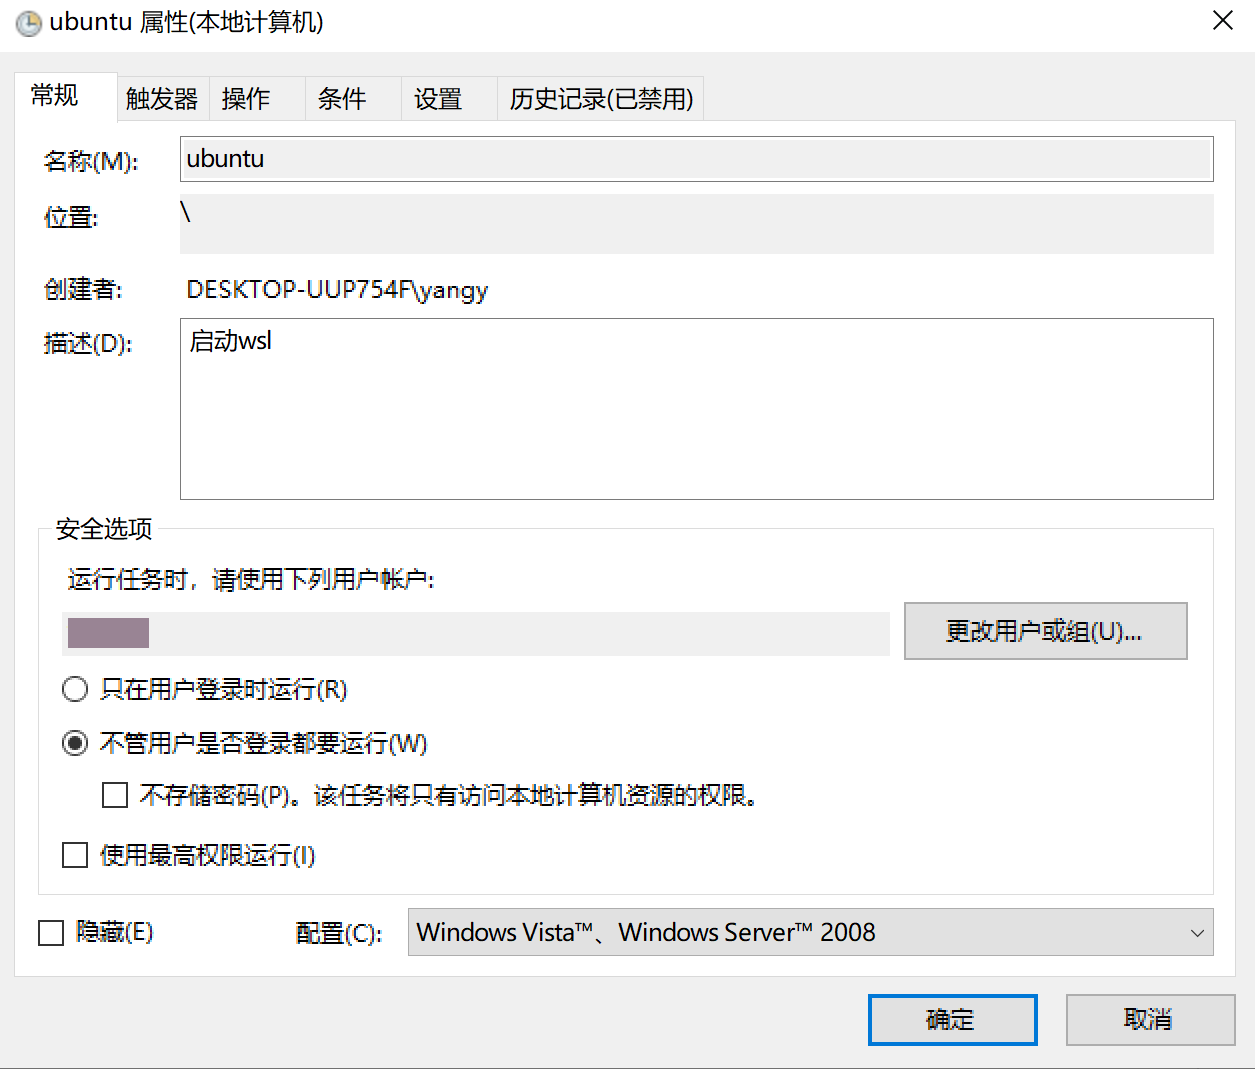 ubuntu 属性(本地计算机)
常规 触发器 操作 条件 设置 历史记录(已禁用)
名称(M): ubuntu
位置: \
创建者: DESKTOP-UUP754F\yangy
描述(D): 启动wsl
安全选项
运行任务时，请使用下列用户帐户:
更改用户或组(U)...
只在用户登录时运行(R)
不管用户是否登录都要运行(W)
不存储密码(P)。该任务将只有访问本地计算机资源的权限。
使用最高权限运行(I)
隐藏(E) 配置(C): Windows Vista™、Windows Server™ 2008
确定 取消